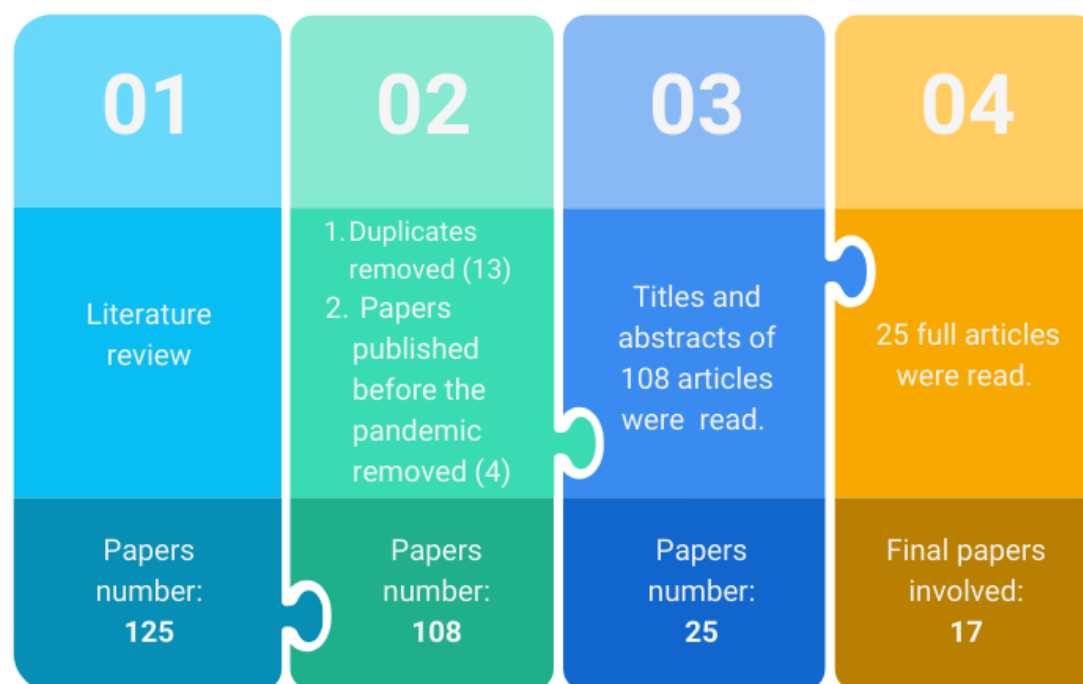 01
Literature
review
Papers
number:
125
02
1. Duplicates
removed (13)
2. Papers
published
before the
pandemic
removed (4)
Papers
number:
108
03
Titles and
abstracts of
108 articles
were read.
Papers
number:
25
04
25 full articles
were read.
Final papers
involved:
17